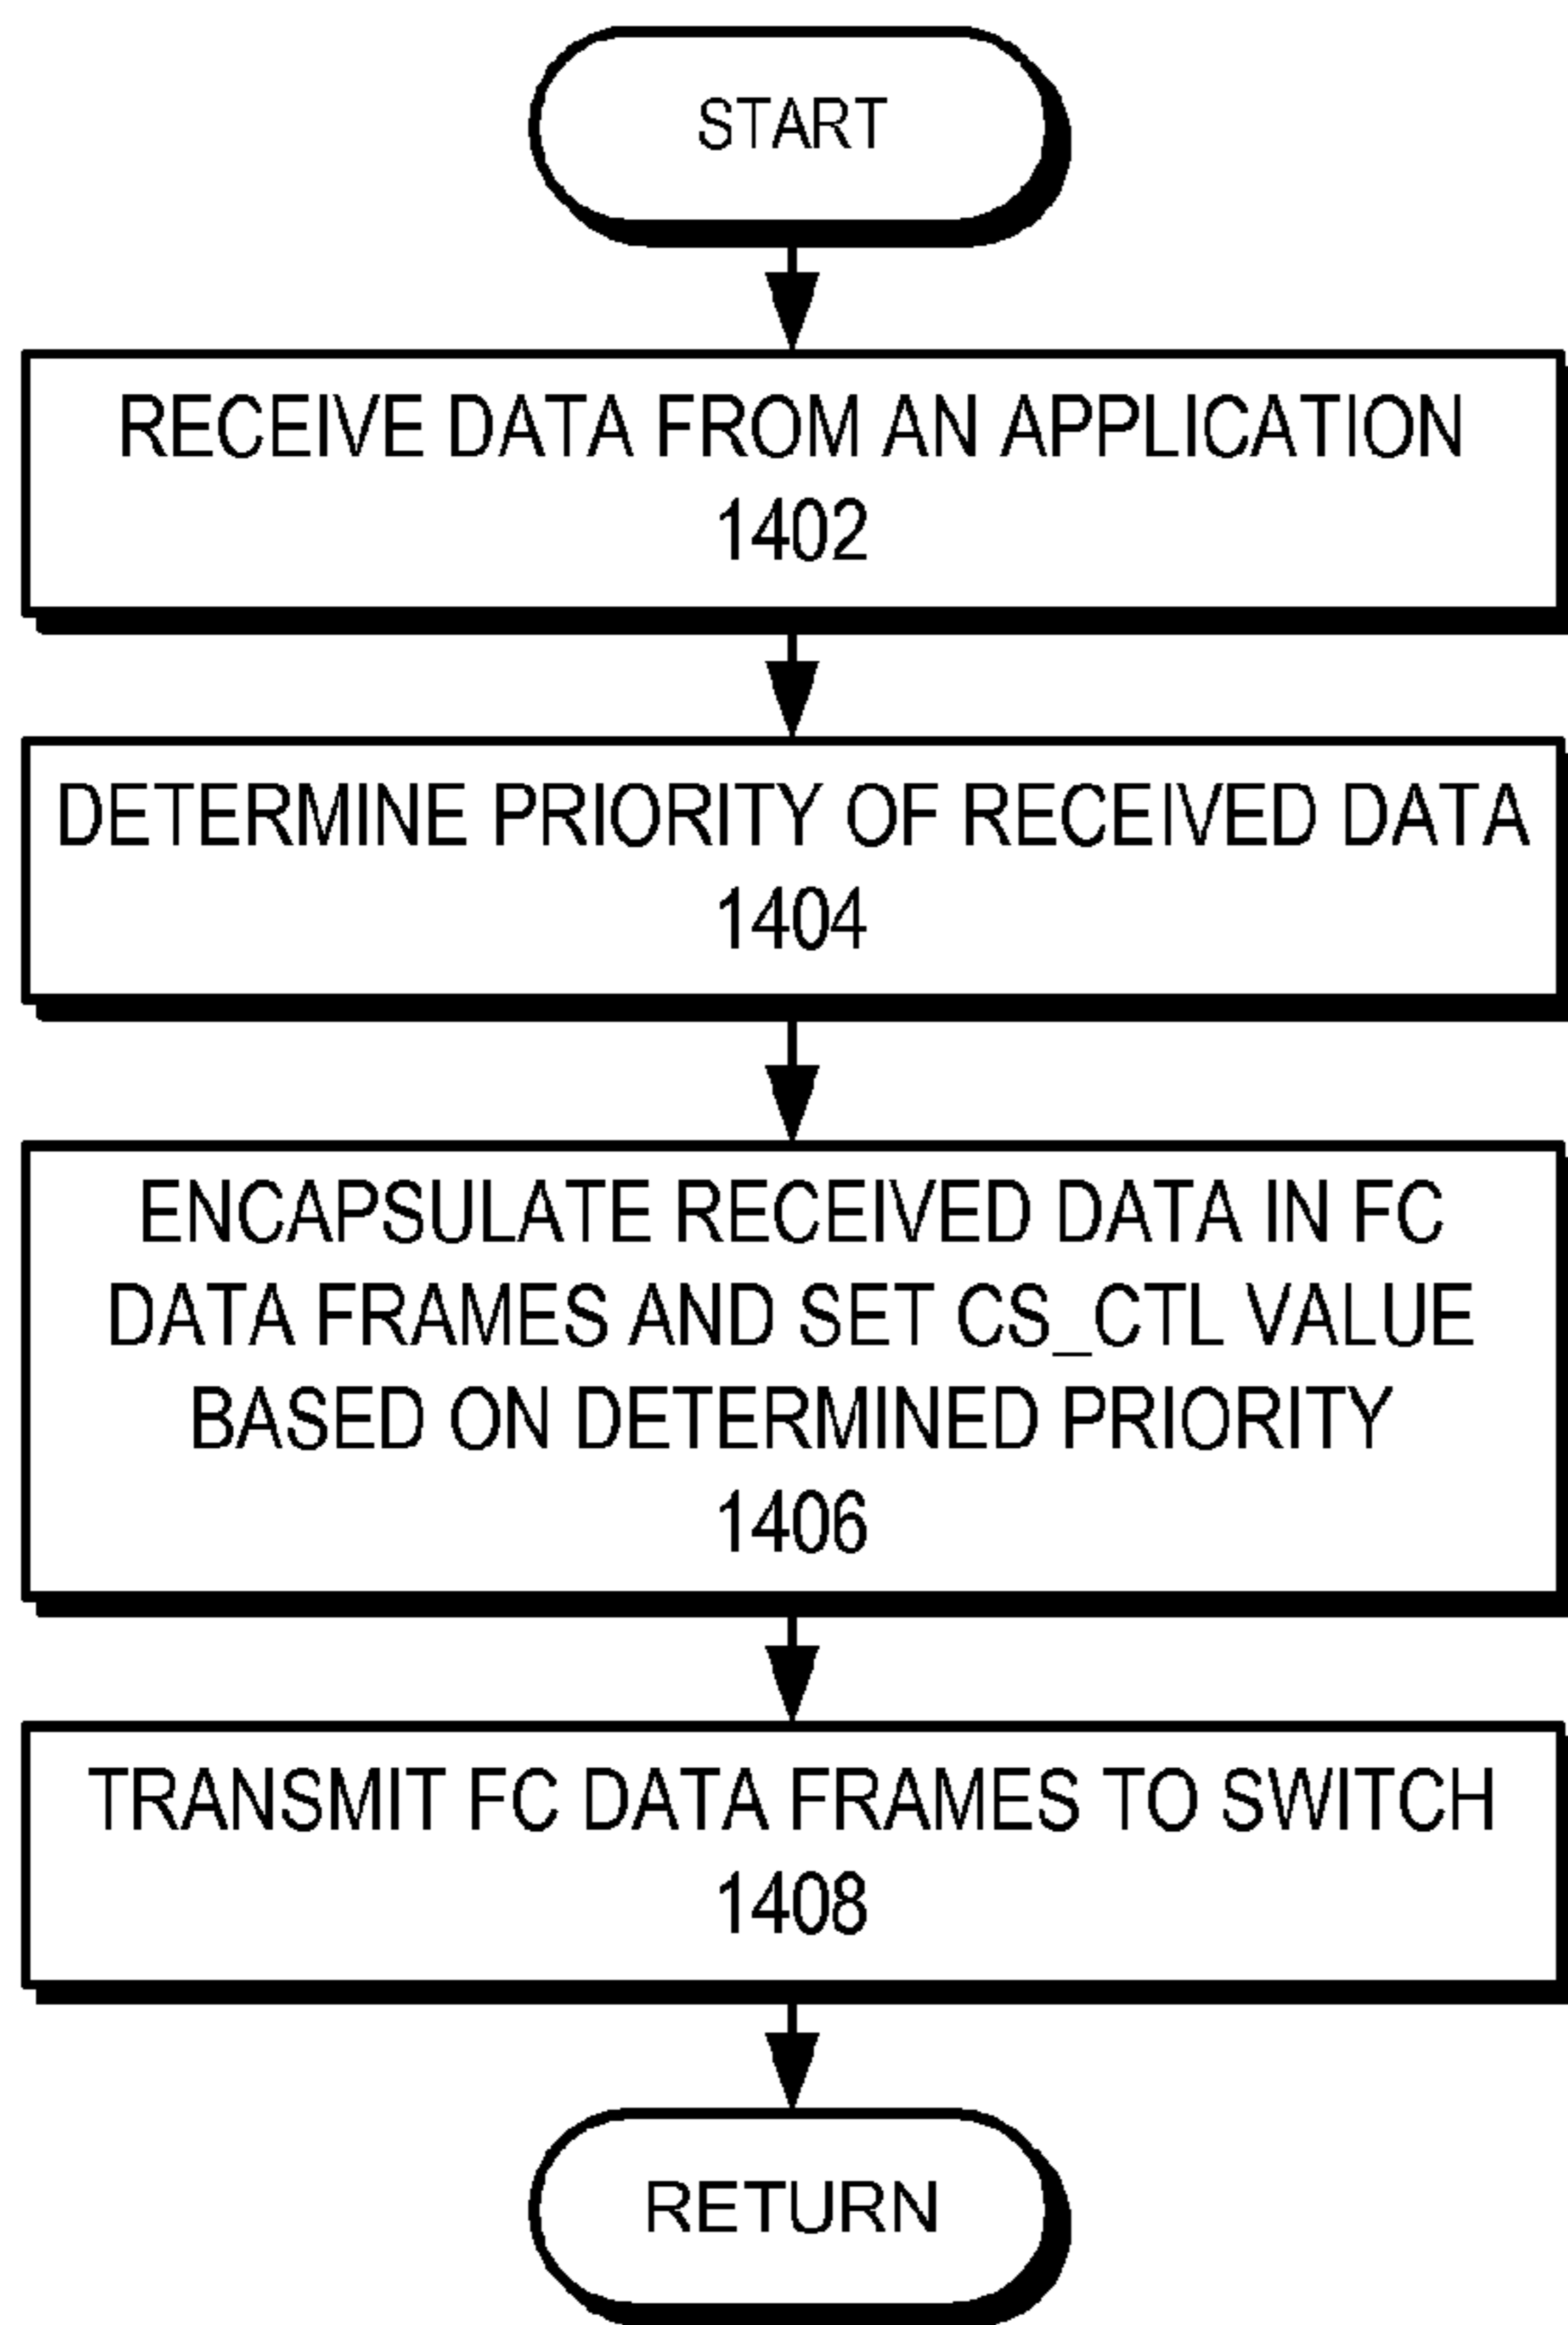 START
RECEIVE DATA FROM AN APPLICATION
1402
DETERMINE PRIORITY OF RECEIVED DATA
1404
ENCAPSULATE RECEIVED DATA IN FC
DATA FRAMES AND SET CS_CTL VALUE
BASED ON DETERMINED PRIORITY
1406
TRANSMIT FC DATA FRAMES TO SWITCH
1408
RETURN